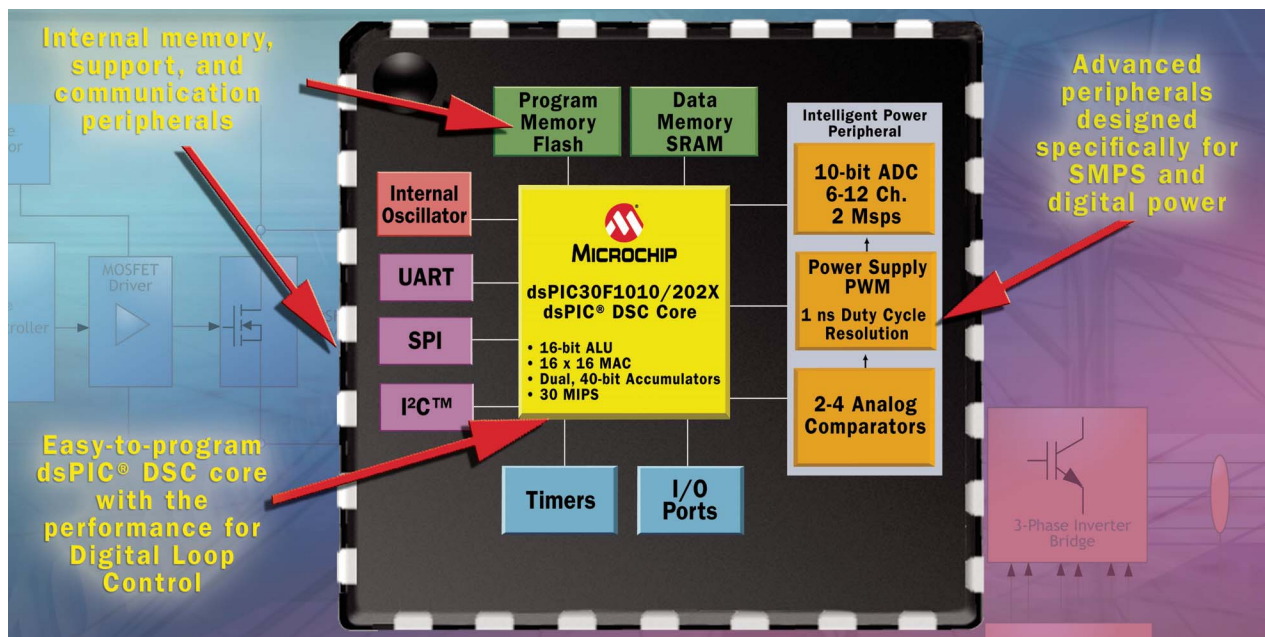 Internal memory,
support, and
communication
peripherals
Advanced
peripherals
designed
specifically for
SMPS and
digital power
Easy-to-program
dsPIC® DSC core
with the
performance for
Digital Loop
Control
Program
Memory
Flash
Data
Memory
SRAM
Internal
Oscillator
UART
SPI
I²C™
MICROCHIP
dsPIC30F1010/202X
dsPIC® DSC Core
• 16-bit ALU
• 16 x 16 MAC
• Dual, 40-bit Accumulators
• 30 MIPS
Intelligent Power
Peripheral
10-bit ADC
6-12 Ch.
2 Msps
Power Supply
PWM
1 ns Duty Cycle
Resolution
2-4 Analog
Comparators
Timers
I/O
Ports
MOSFET
Driver
3-Phase Inverter
Bridge